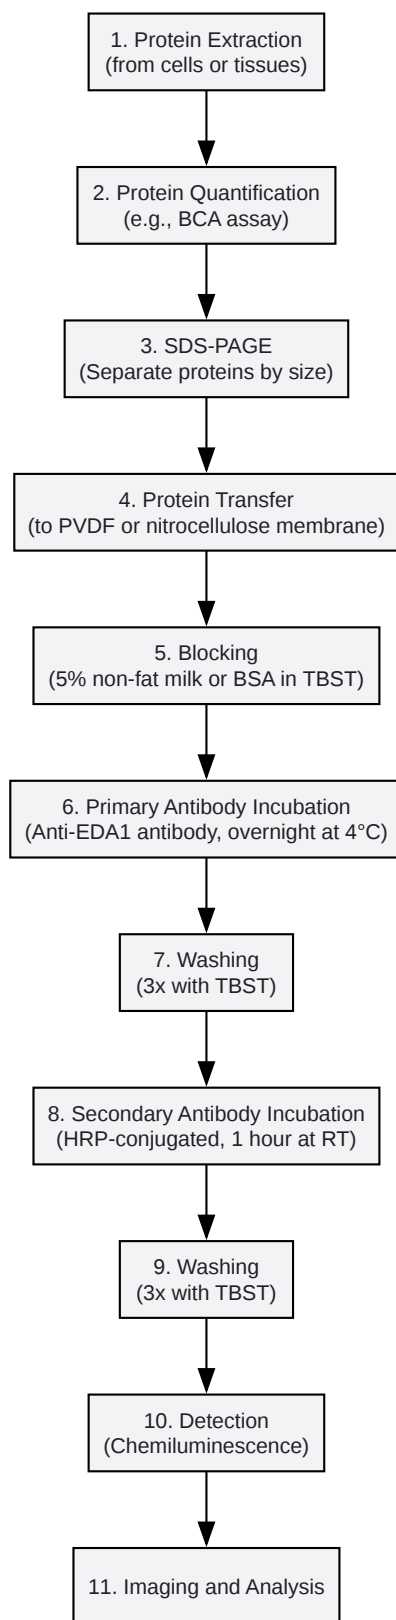 1. Protein Extraction
(from cells or tissues)
2. Protein Quantification
(e.g., BCA assay)
3. SDS-PAGE
(Separate proteins by size)
4. Protein Transfer
(to PVDF or nitrocellulose membrane)
5. Blocking
(5% non-fat milk or BSA in TBST)
6. Primary Antibody Incubation
(Anti-EDA1 antibody, overnight at 4°C)
7. Washing
(3x with TBST)
8. Secondary Antibody Incubation
(HRP-conjugated, 1 hour at RT)
9. Washing
(3x with TBST)
10. Detection
(Chemiluminescence)
11. Imaging and Analysis